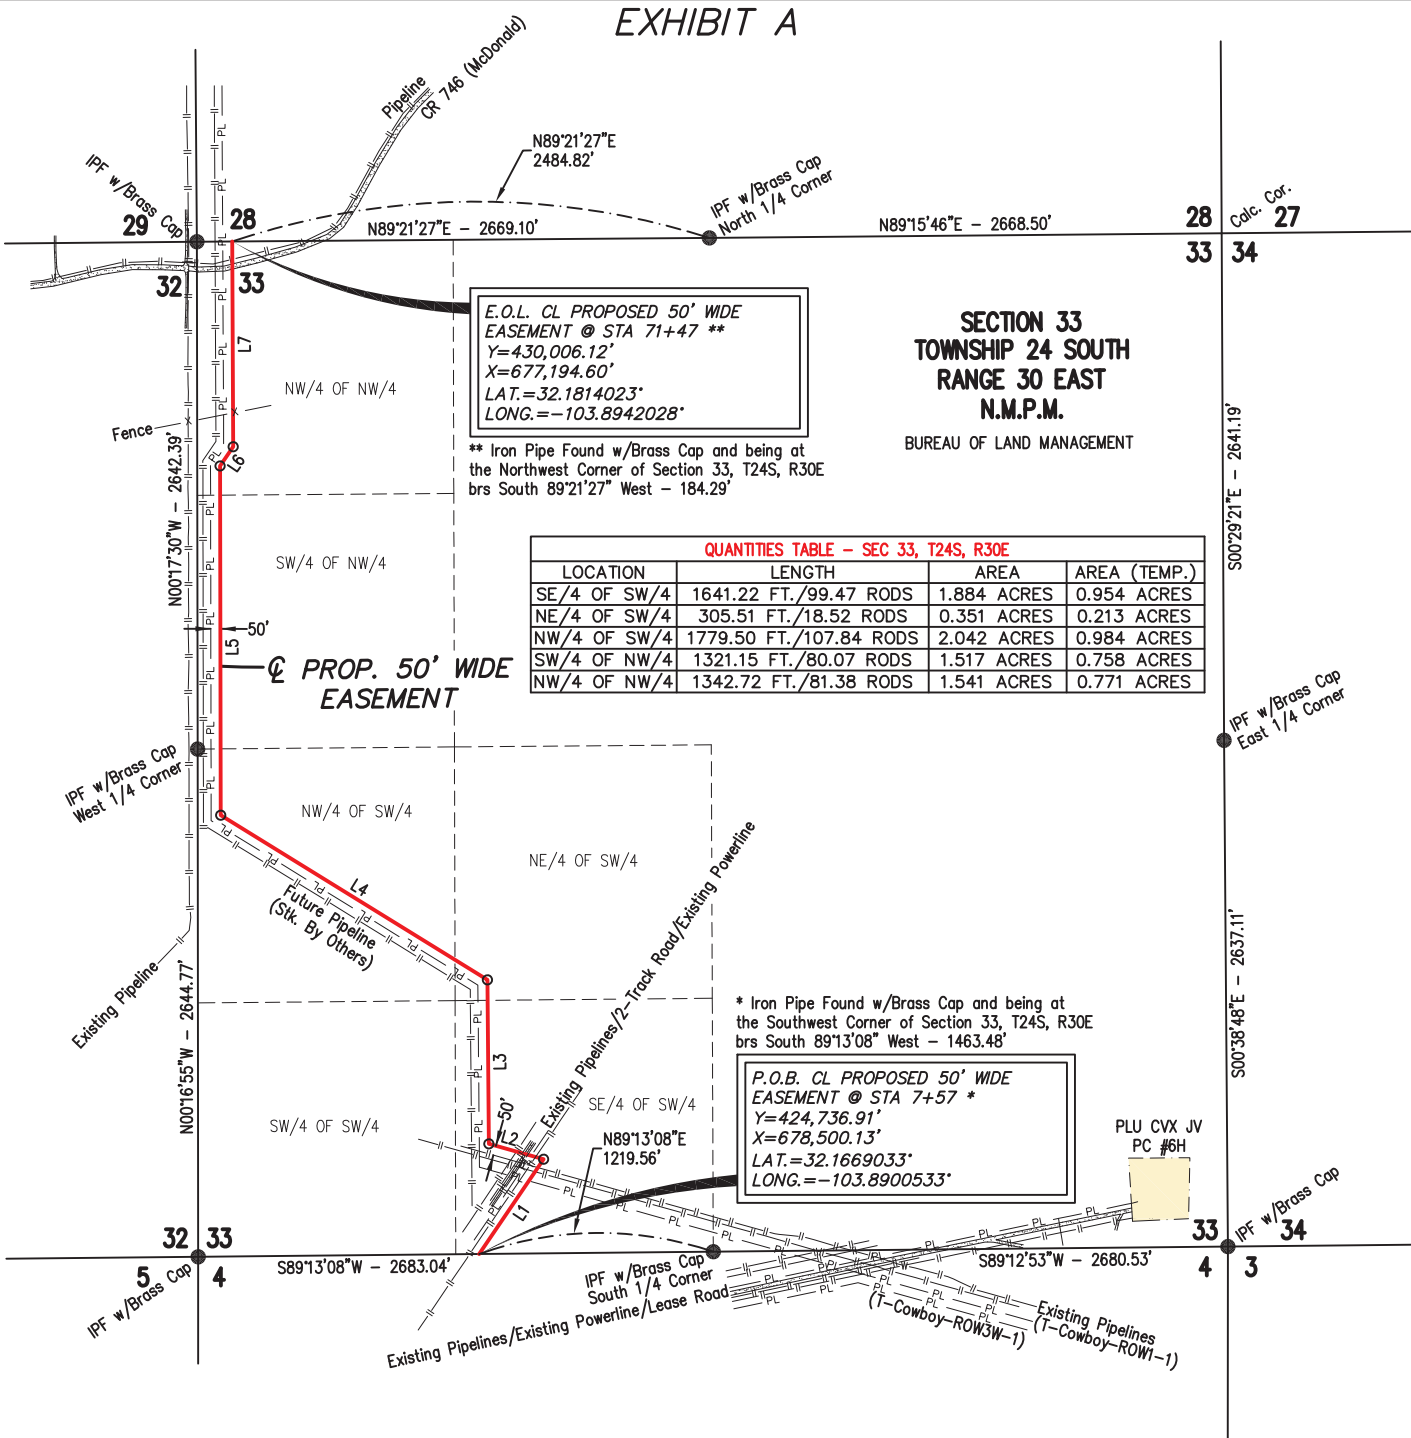 EXHIBIT A
CR 746 (McDonald)
Pipeline
N89°21'27"E
2484.82'
IPF w/Brass Cap
29
28
N89°21'27"E - 2669.10'
IPF w/Brass Cap
North 1/4 Corner
N89°15'46"E - 2668.50'
28
Calc. Cor.
27
32
33
33
34
PL
L7
E.O.L. CL PROPOSED 50' WIDE
EASEMENT @ STA 71+47 **
Y=430,006.12'
X=677,194.60'
LAT.=32.1814023°
LONG.=-103.8942028°
** Iron Pipe Found w/Brass Cap and being at
the Northwest Corner of Section 33, T24S, R30E
brs South 89°21'27" West - 184.29'
SECTION 33
TOWNSHIP 24 SOUTH
RANGE 30 EAST
N.M.P.M.
BUREAU OF LAND MANAGEMENT
NW/4 OF NW/4
Fence
L6
N00°17'30"W - 2642.39'
S00°29'21"E - 2641.19'
SW/4 OF NW/4
QUANTITIES TABLE - SEC 33, T24S, R30E
LOCATION LENGTH AREA AREA (TEMP.)
SE/4 OF SW/4 1641.22 FT./99.47 RODS 1.884 ACRES 0.954 ACRES
NE/4 OF SW/4 305.51 FT./18.52 RODS 0.351 ACRES 0.213 ACRES
NW/4 OF SW/4 1779.50 FT./107.84 RODS 2.042 ACRES 0.984 ACRES
SW/4 OF NW/4 1321.15 FT./80.07 RODS 1.517 ACRES 0.758 ACRES
NW/4 OF NW/4 1342.72 FT./81.38 RODS 1.541 ACRES 0.771 ACRES
50'
L5
℄ PROP. 50' WIDE
EASEMENT
IPF w/Brass Cap
West 1/4 Corner
IPF w/Brass Cap
East 1/4 Corner
NW/4 OF SW/4
NE/4 OF SW/4
L4
Future Pipeline
(Stk. By Others)
Existing Pipelines/2-Track Road/Existing Powerline
Existing Pipeline
N00°16'55"W - 2644.77'
S00°38'48"E - 2637.11'
* Iron Pipe Found w/Brass Cap and being at
the Southwest Corner of Section 33, T24S, R30E
brs South 89°13'08" West - 1463.48'
P.O.B. CL PROPOSED 50' WIDE
EASEMENT @ STA 7+57 *
Y=424,736.91'
X=678,500.13'
LAT.=32.1669033°
LONG.=-103.8900533°
L3
50'
L2
SW/4 OF SW/4
SE/4 OF SW/4
N89°13'08"E
1219.56'
L1
PLU CVX JV
PC #6H
32
33
5
4
IPF w/Brass Cap
S89°13'08"W - 2683.04'
IPF w/Brass Cap
South 1/4 Corner
S89°12'53"W - 2680.53'
33
34
4
3
IPF w/Brass Cap
Existing Pipelines/Existing Powerline/Lease Road
(T-Cowboy-ROW3W-1)
Existing Pipelines
(T-Cowboy-ROW1-1)